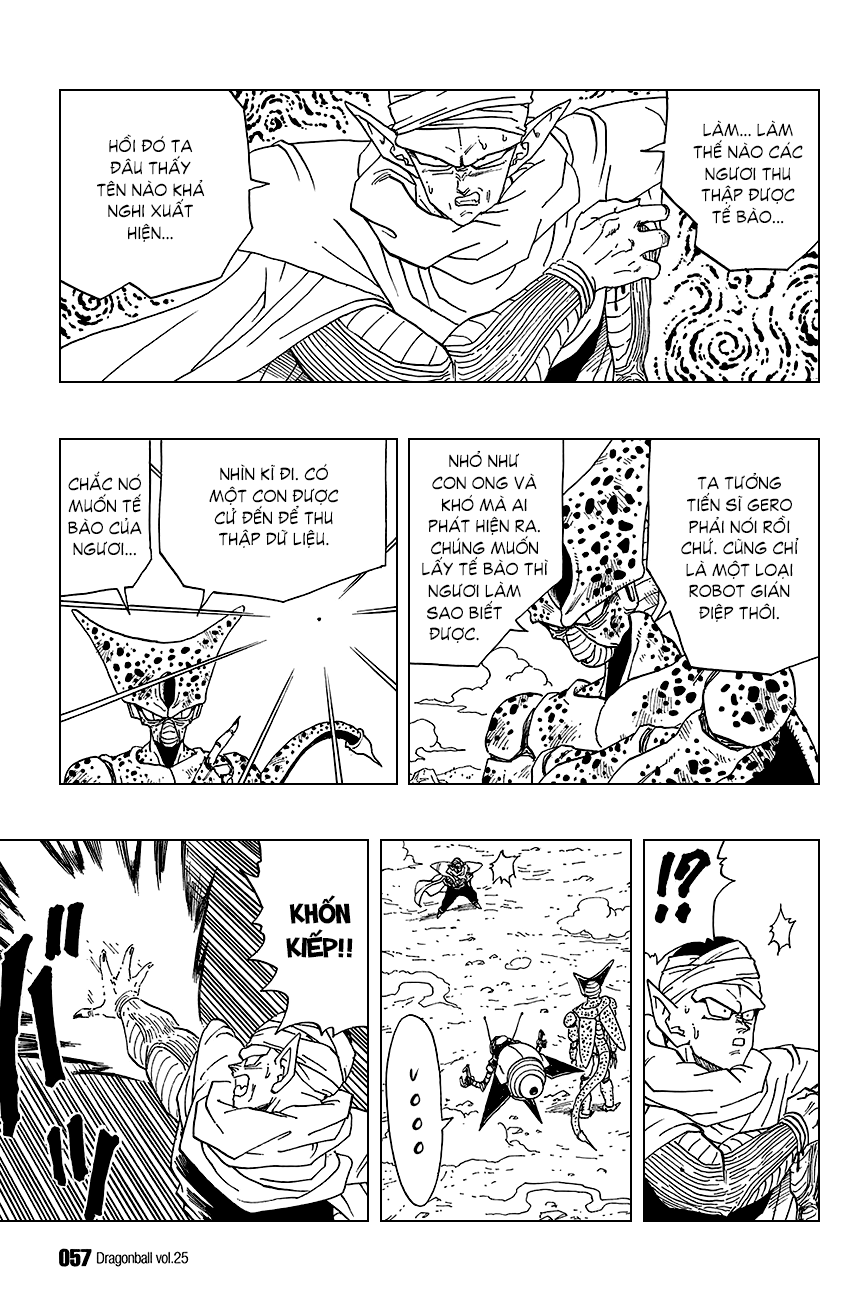 LÀM... LÀM
THẾ NÀO CÁC
NGƯƠI THU
THẬP ĐƯỢC
TẾ BÀO...
HỒI ĐÓ TA
ĐÂU THẤY
TÊN NÀO KHẢ
NGHI XUẤT
HIỆN...
TA TƯỞNG
TIẾN SĨ GERO
PHẢI NÓI RỒI
CHỨ. CŨNG CHỈ
LÀ MỘT LOẠI
ROBOT GIÁN
ĐIỆP THÔI.
NHỎ NHƯ
CON ONG VÀ
KHÓ MÀ AI
PHÁT HIỆN RA.
CHÚNG MUỐN
LẤY TẾ BÀO THÌ
NGƯƠI LÀM
SAO BIẾT
ĐƯỢC.
NHÌN KĨ ĐI. CÓ
MỘT CON ĐƯỢC
CỬ ĐẾN ĐỂ THU
THẬP DỮ LIỆU.
CHẮC NÓ
MUỐN TẾ
BÀO CỦA
NGƯƠI...
!?
KHỐN
KIẾP!!
057 Dragonball vol.25